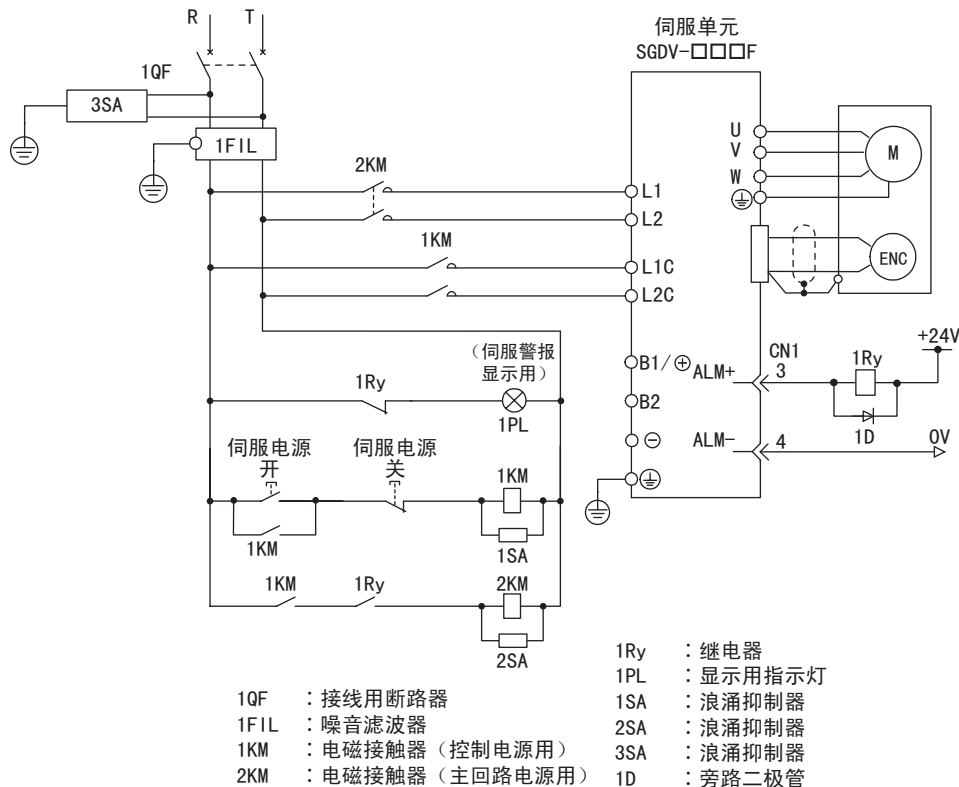 R
T
伺服单元
SGDV-□□□F
1QF
3SA
1FIL
2KM
U
V
W
M
L1
L2
1KM
L1C
L2C
ENC
(伺服警报
显示用)
1Ry
1PL
B1/⊕
B2
⊖
ALM+
ALM-
CN1
3
4
1Ry
1D
+24V
0V
伺服电源
开
伺服电源
关
1KM
1KM
1SA
1KM
1Ry
2KM
2SA
1QF :接线用断路器
1FIL :噪音滤波器
1KM :电磁接触器(控制电源用)
2KM :电磁接触器(主回路电源用)
1Ry :继电器
1PL :显示用指示灯
1SA :浪涌抑制器
2SA :浪涌抑制器
3SA :浪涌抑制器
1D :旁路二极管